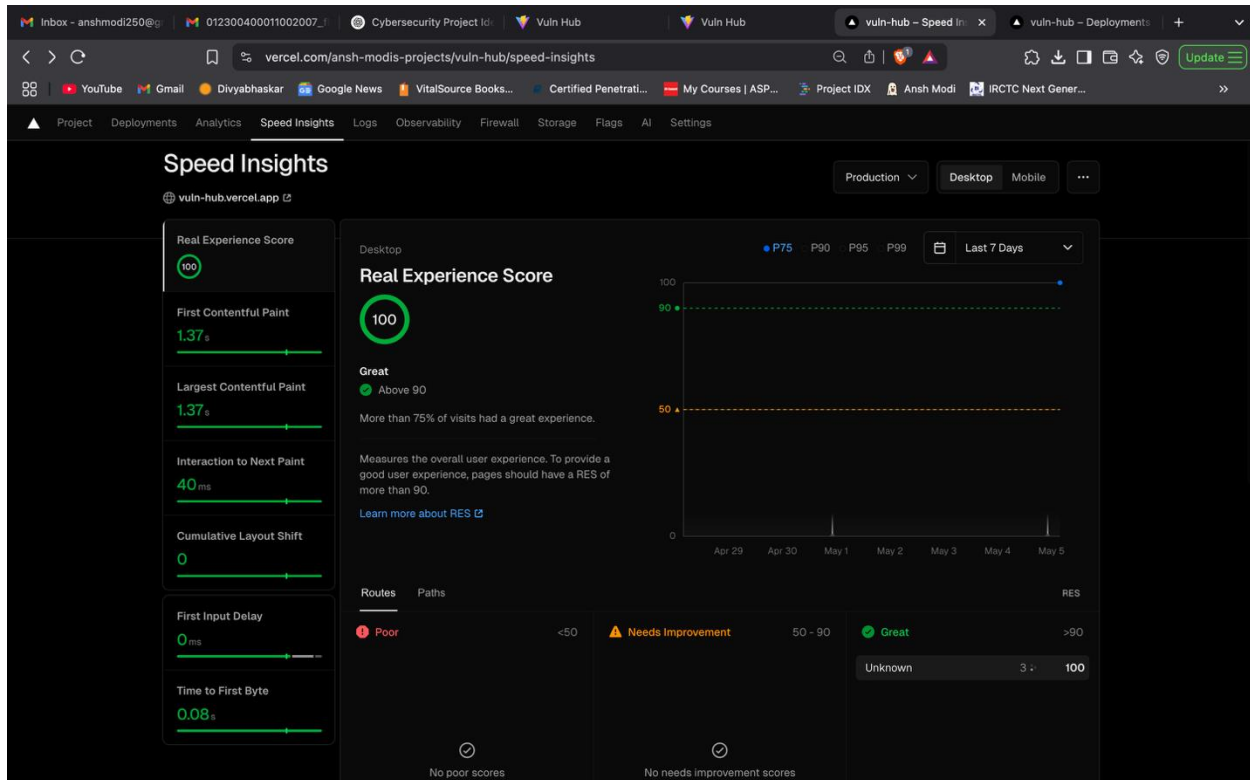 Inbox - anshmodi250@g
012300400011002007_f
Cybersecurity Project Ide
Vuln Hub
Vuln Hub
vuln-hub – Speed In
vuln-hub – Deployments
vercel.com/ansh-modis-projects/vuln-hub/speed-insights
Update
YouTube
Gmail
Divyabhaskar
Google News
VitalSource Books...
Certified Penetrati...
My Courses | ASP...
Project IDX
Ansh Modi
IRCTC Next Gener...
Project
Deployments
Analytics
Speed Insights
Logs
Observability
Firewall
Storage
Flags
AI
Settings
Speed Insights
Production
Desktop
Mobile
vuln-hub.vercel.app
Real Experience Score
100
First Contentful Paint
1.37s
Largest Contentful Paint
1.37s
Interaction to Next Paint
40 ms
Cumulative Layout Shift
0
First Input Delay
0 ms
Time to First Byte
0.08s
Desktop
Real Experience Score
100
Great
Above 90
More than 75% of visits had a great experience.
Measures the overall user experience. To provide a
good user experience, pages should have a RES of
more than 90.
Learn more about RES
P75
P90
P95
P99
Last 7 Days
100
90
50
0
Apr 29
Apr 30
May 1
May 2
May 3
May 4
May 5
Routes
Paths
RES
Poor
<50
Needs Improvement
50 - 90
Great
>90
Unknown
3
100
No poor scores
No needs improvement scores